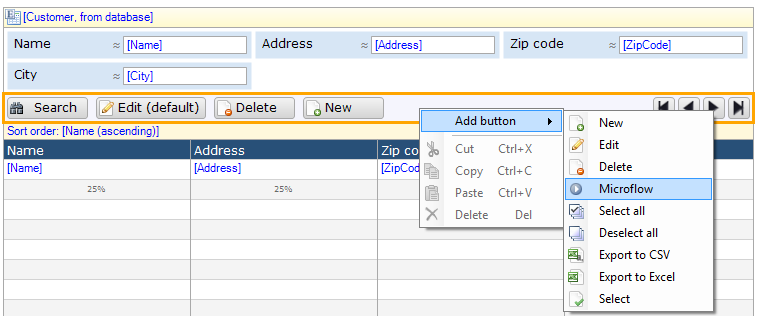 [Customer, from database]
Name ≈ [Name] Address ≈ [Address] Zip code ≈ [ZipCode]
City ≈ [City]
Search Edit (default) Delete New
Sort order: [Name (ascending)]
Name Address Zip co
[Name] [Address] [ZipCod
25% 25%
Add button
Cut Ctrl+X
Copy Ctrl+C
Paste Ctrl+V
Delete Del
New
Edit
Delete
Microflow
Select all
Deselect all
Export to CSV
Export to Excel
Select